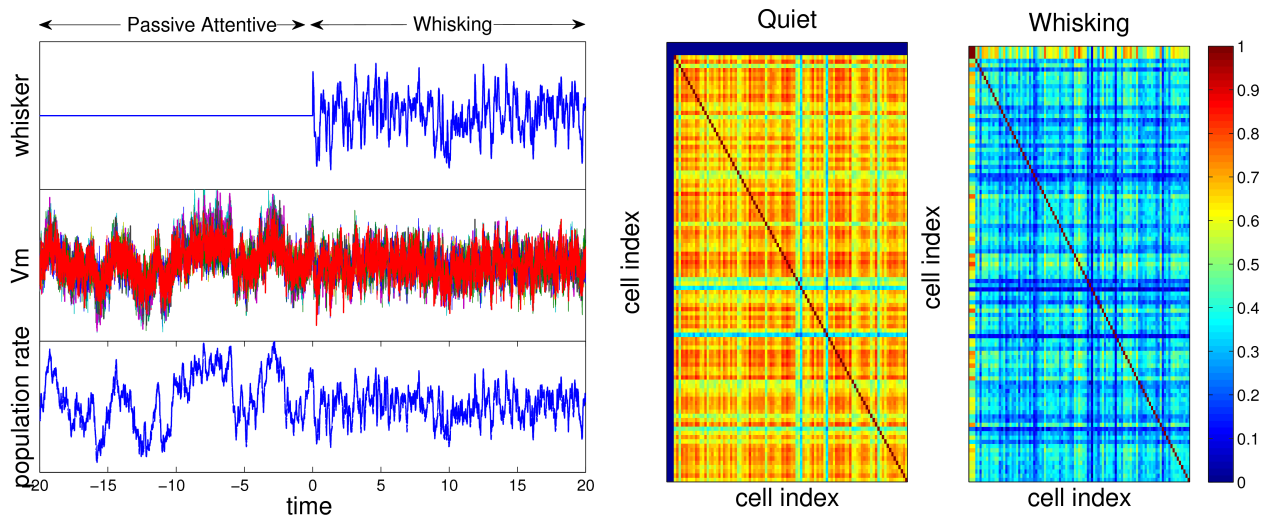 Passive Attentive
Whisking
whisker
Vm
population rate
−20
−15
−10
−5
0
5
10
15
20
time
Quiet
cell index
cell index
Whisking
cell index
cell index
1
0.9
0.8
0.7
0.6
0.5
0.4
0.3
0.2
0.1
0